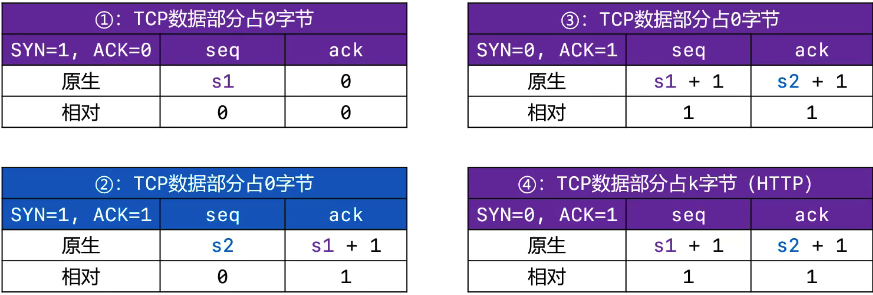 ①: TCP数据部分占0字节
SYN=1, ACK=0 seq ack
原生 s1 0
相对 0 0
②: TCP数据部分占0字节
SYN=1, ACK=1 seq ack
原生 s2 s1 + 1
相对 0 1
③: TCP数据部分占0字节
SYN=0, ACK=1 seq ack
原生 s1 + 1 s2 + 1
相对 1 1
④: TCP数据部分占k字节 (HTTP)
SYN=0, ACK=1 seq ack
原生 s1 + 1 s2 + 1
相对 1 1